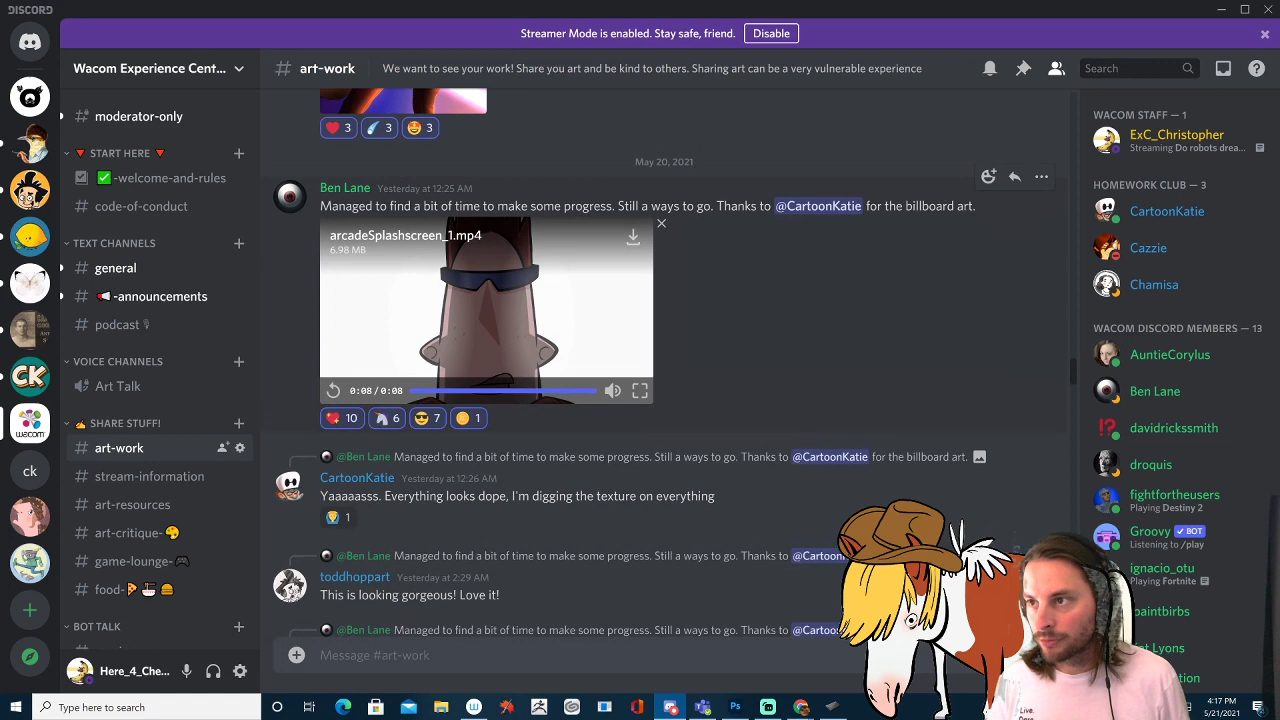 DISCORD
Streamer Mode is enabled. Stay safe, friend. Disable
Wacom Experience Cent...
# art-work We want to see your work! Share you art and be kind to others. Sharing art can be a very vulnerable experience
Search
moderator-only
START HERE
-welcome-and-rules
code-of-conduct
TEXT CHANNELS
general
-announcements
podcast
VOICE CHANNELS
Art Talk
SHARE STUFF!
art-work
stream-information
art-resources
art-critique-
game-lounge-
food-
BOT TALK
CK
wacom
CK
Here_4_Che...
3 3 3
May 20, 2021
Ben Lane Yesterday at 12:25 AM
Managed to find a bit of time to make some progress. Still a ways to go. Thanks to @CartoonKatie for the billboard art.
arcadeSplashscreen_1.mp4
6.98 MB
0:08/0:08
10 6 7 1
@Ben Lane Managed to find a bit of time to make some progress. Still a ways to go. Thanks to @CartoonKatie for the billboard art.
CartoonKatie Yesterday at 12:26 AM
Yaaaaasss. Everything looks dope, I'm digging the texture on everything
1
@Ben Lane Managed to find a bit of time to make some progress. Still a ways to go. Thanks to
toddhoppart Yesterday at 2:29 AM
This is looking gorgeous! Love it!
@Ben Lane Managed to find a bit of time to make some progress. Still a ways to go. Thanks to
Message #art-work
WACOM STAFF — 1
ExC_Christopher
Streaming Do robots drea...
HOMEWORK CLUB — 3
CartoonKatie
Cazzie
Chamisa
WACOM DISCORD MEMBERS — 13
AuntieCorylus
Ben Lane
davidrickssmith
droquis
fightfortheusers
Playing Destiny 2
Groovy BOT
Listening to /play
ignacio_otu
Playing Fortnite
Live.
Type here to search
4:17 PM
5/21/2021